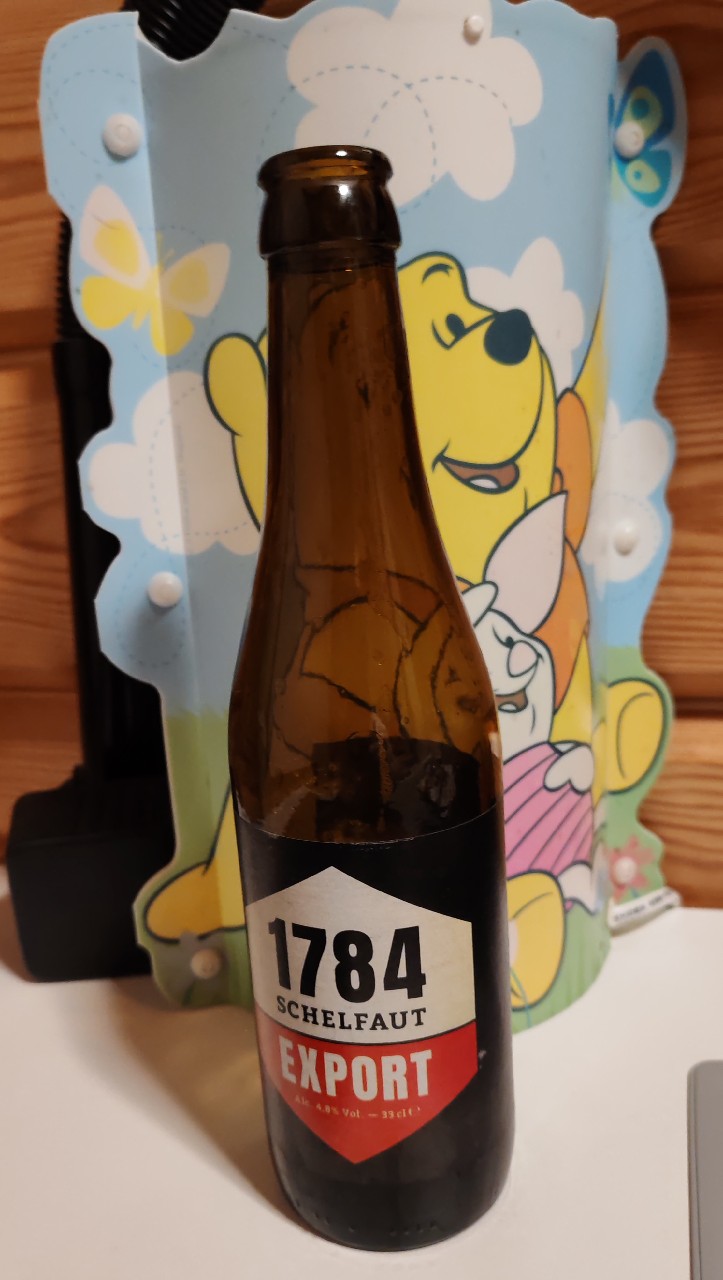 1784
SCHELFAUT
EXPORT
Alc. 4,8% Vol. — 33 cl e